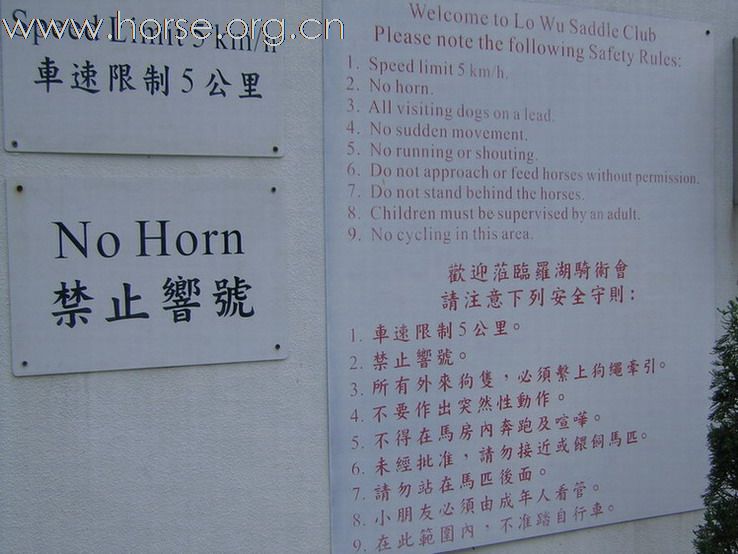 www.horse.org.cn
Speed Limit 5 km/h
車速限制5公里
No Horn
禁止響號
Welcome to Lo Wu Saddle Club
Please note the following Safety Rules:
1. Speed limit 5 km/h.
2. No horn.
3. All visiting dogs on a lead.
4. No sudden movement.
5. No running or shouting.
6. Do not approach or feed horses without permission.
7. Do not stand behind the horses.
8. Children must be supervised by an adult.
9. No cycling in this area.
歡迎蒞臨羅湖騎術會
請注意下列安全守則:
1. 車速限制5公里。
2. 禁止響號。
3. 所有外來狗隻,必須繫上狗繩牽引。
4. 不要作出突然性動作。
5. 不得在馬房內奔跑及喧嘩。
6. 未經批准,請勿接近或餵飼馬匹。
7. 請勿站在馬匹後面。
8. 小朋友必須由成年人看管。
9. 在此範圍內,不准踏自行車。